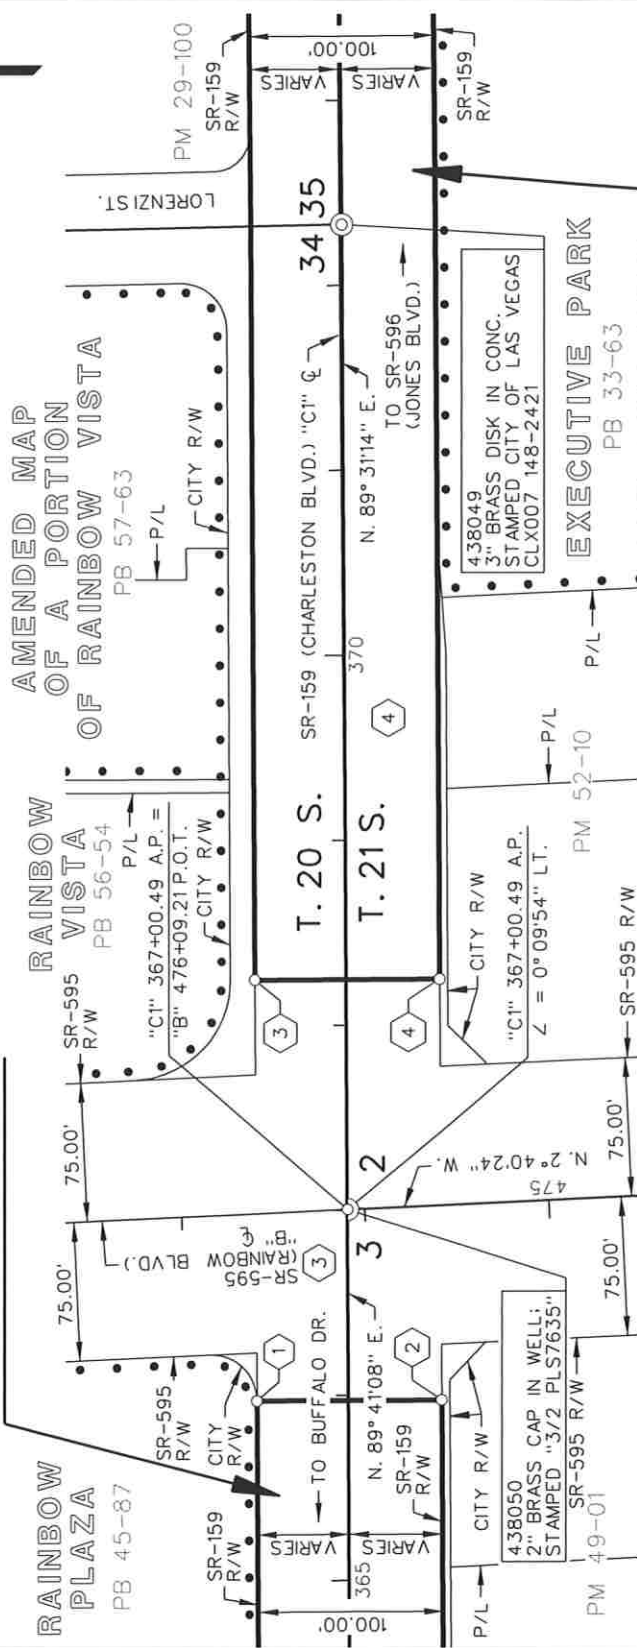 RAINBOW
PLAZA
PB 45-87
RAINBOW
VISTA
PB 56-54
AMENDED MAP
OF A PORTION
OF RAINBOW VISTA
PB 57-63
PM 29-100
SR-159
R/W
SR-595
R/W
CITY
R/W
75.00'
75.00'
SR-595
R/W
"C1" 367+00.49 A.P. =
"B" 476+09.21 P.O.T.
P/L
CITY R/W
P/L
CITY R/W
LORENZI ST.
SR-159
R/W
VARIES
VARIES
100.00'
TO BUFFALO DR.
1
SR-595
(RAINBOW BLVD.)
"B" ℄
3
3
T. 20 S.
SR-159 (CHARLESTON BLVD.) "C1" ℄
34 35
VARIES
VARIES
100.00'
365
N. 89° 41'08" E.
SR-159
R/W
2
3
2
4
T. 21 S.
4
370
N. 89° 31'14" E.
TO SR-596
(JONES BLVD.)
SR-159
R/W
P/L
CITY R/W
N. 2° 40'24" W.
475
CITY R/W
"C1" 367+00.49 A.P.
∠ = 0° 09'54" LT.
438050
2" BRASS CAP IN WELL;
STAMPED "3/2 PLS7635"
438049
3" BRASS DISK IN CONC.
STAMPED CITY OF LAS VEGAS
CLX007 148-2421
PM 49-01
SR-595 R/W
75.00'
75.00'
SR-595 R/W
PM 52-10
P/L
P/L
EXECUTIVE PARK
PB 33-63